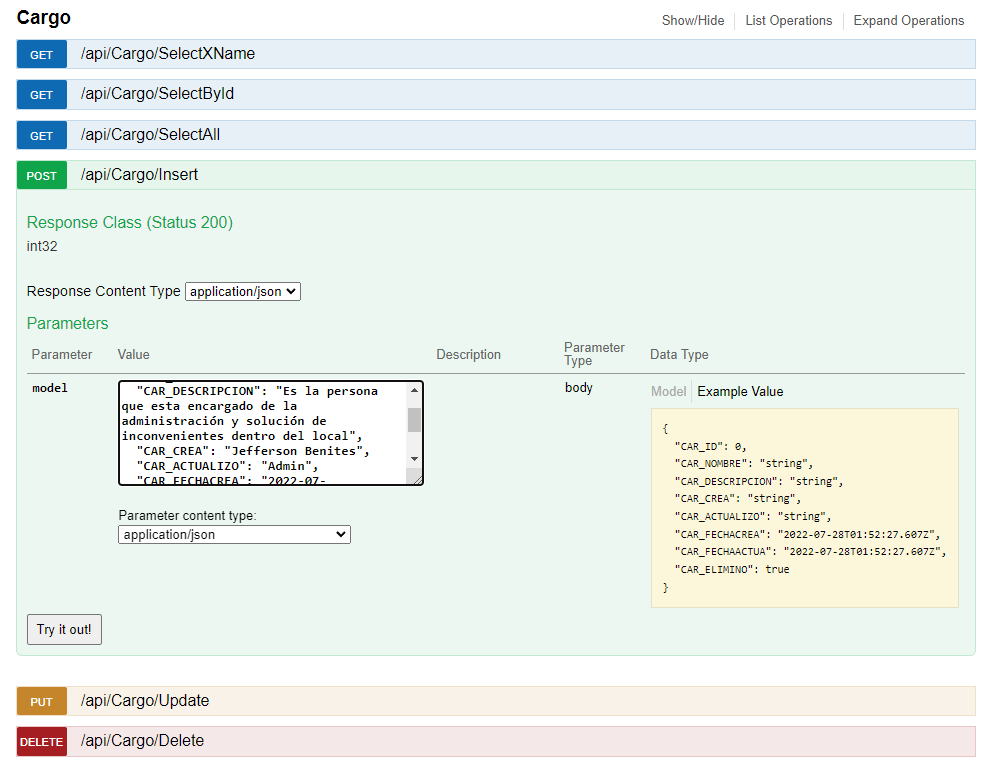 Cargo
Show/Hide List Operations Expand Operations
GET /api/Cargo/SelectXName
GET /api/Cargo/SelectById
GET /api/Cargo/SelectAll
POST /api/Cargo/Insert
Response Class (Status 200)
int32
Response Content Type application/json
Parameters
Parameter Value Description Parameter Type Data Type
model
"CAR_DESCRIPCION": "Es la persona
que esta encargado de la
administración y solución de
inconvenientes dentro del local",
"CAR_CREA": "Jefferson Benites",
"CAR_ACTUALIZO": "Admin",
"CAR_FECHACREA": "2022-07-
Parameter content type:
application/json
body
Model Example Value
{
"CAR_ID": 0,
"CAR_NOMBRE": "string",
"CAR_DESCRIPCION": "string",
"CAR_CREA": "string",
"CAR_ACTUALIZO": "string",
"CAR_FECHACREA": "2022-07-28T01:52:27.607Z",
"CAR_FECHAACTUA": "2022-07-28T01:52:27.607Z",
"CAR_ELIMINO": true
}
Try it out!
PUT /api/Cargo/Update
DELETE /api/Cargo/Delete